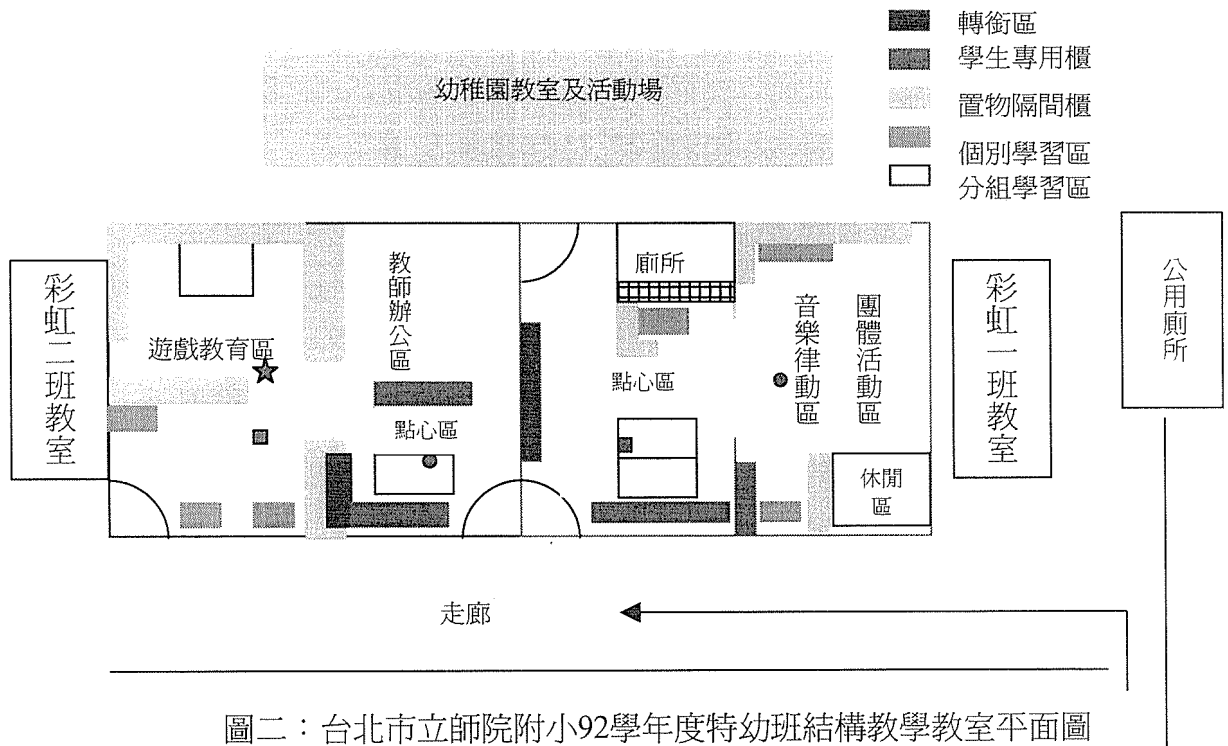 轉銜區
學生專用櫃
置物隔間櫃
個別學習區
分組學習區
幼稚園教室及活動場
彩虹二班教室
遊戲教育區
教師辦公區
點心區
廁所
點心區
音樂律動區
團體活動區
休閒
區
彩虹一班教室
公用廁所
走廊
圖二：台北市立師院附小92學年度特幼班結構教學教室平面圖